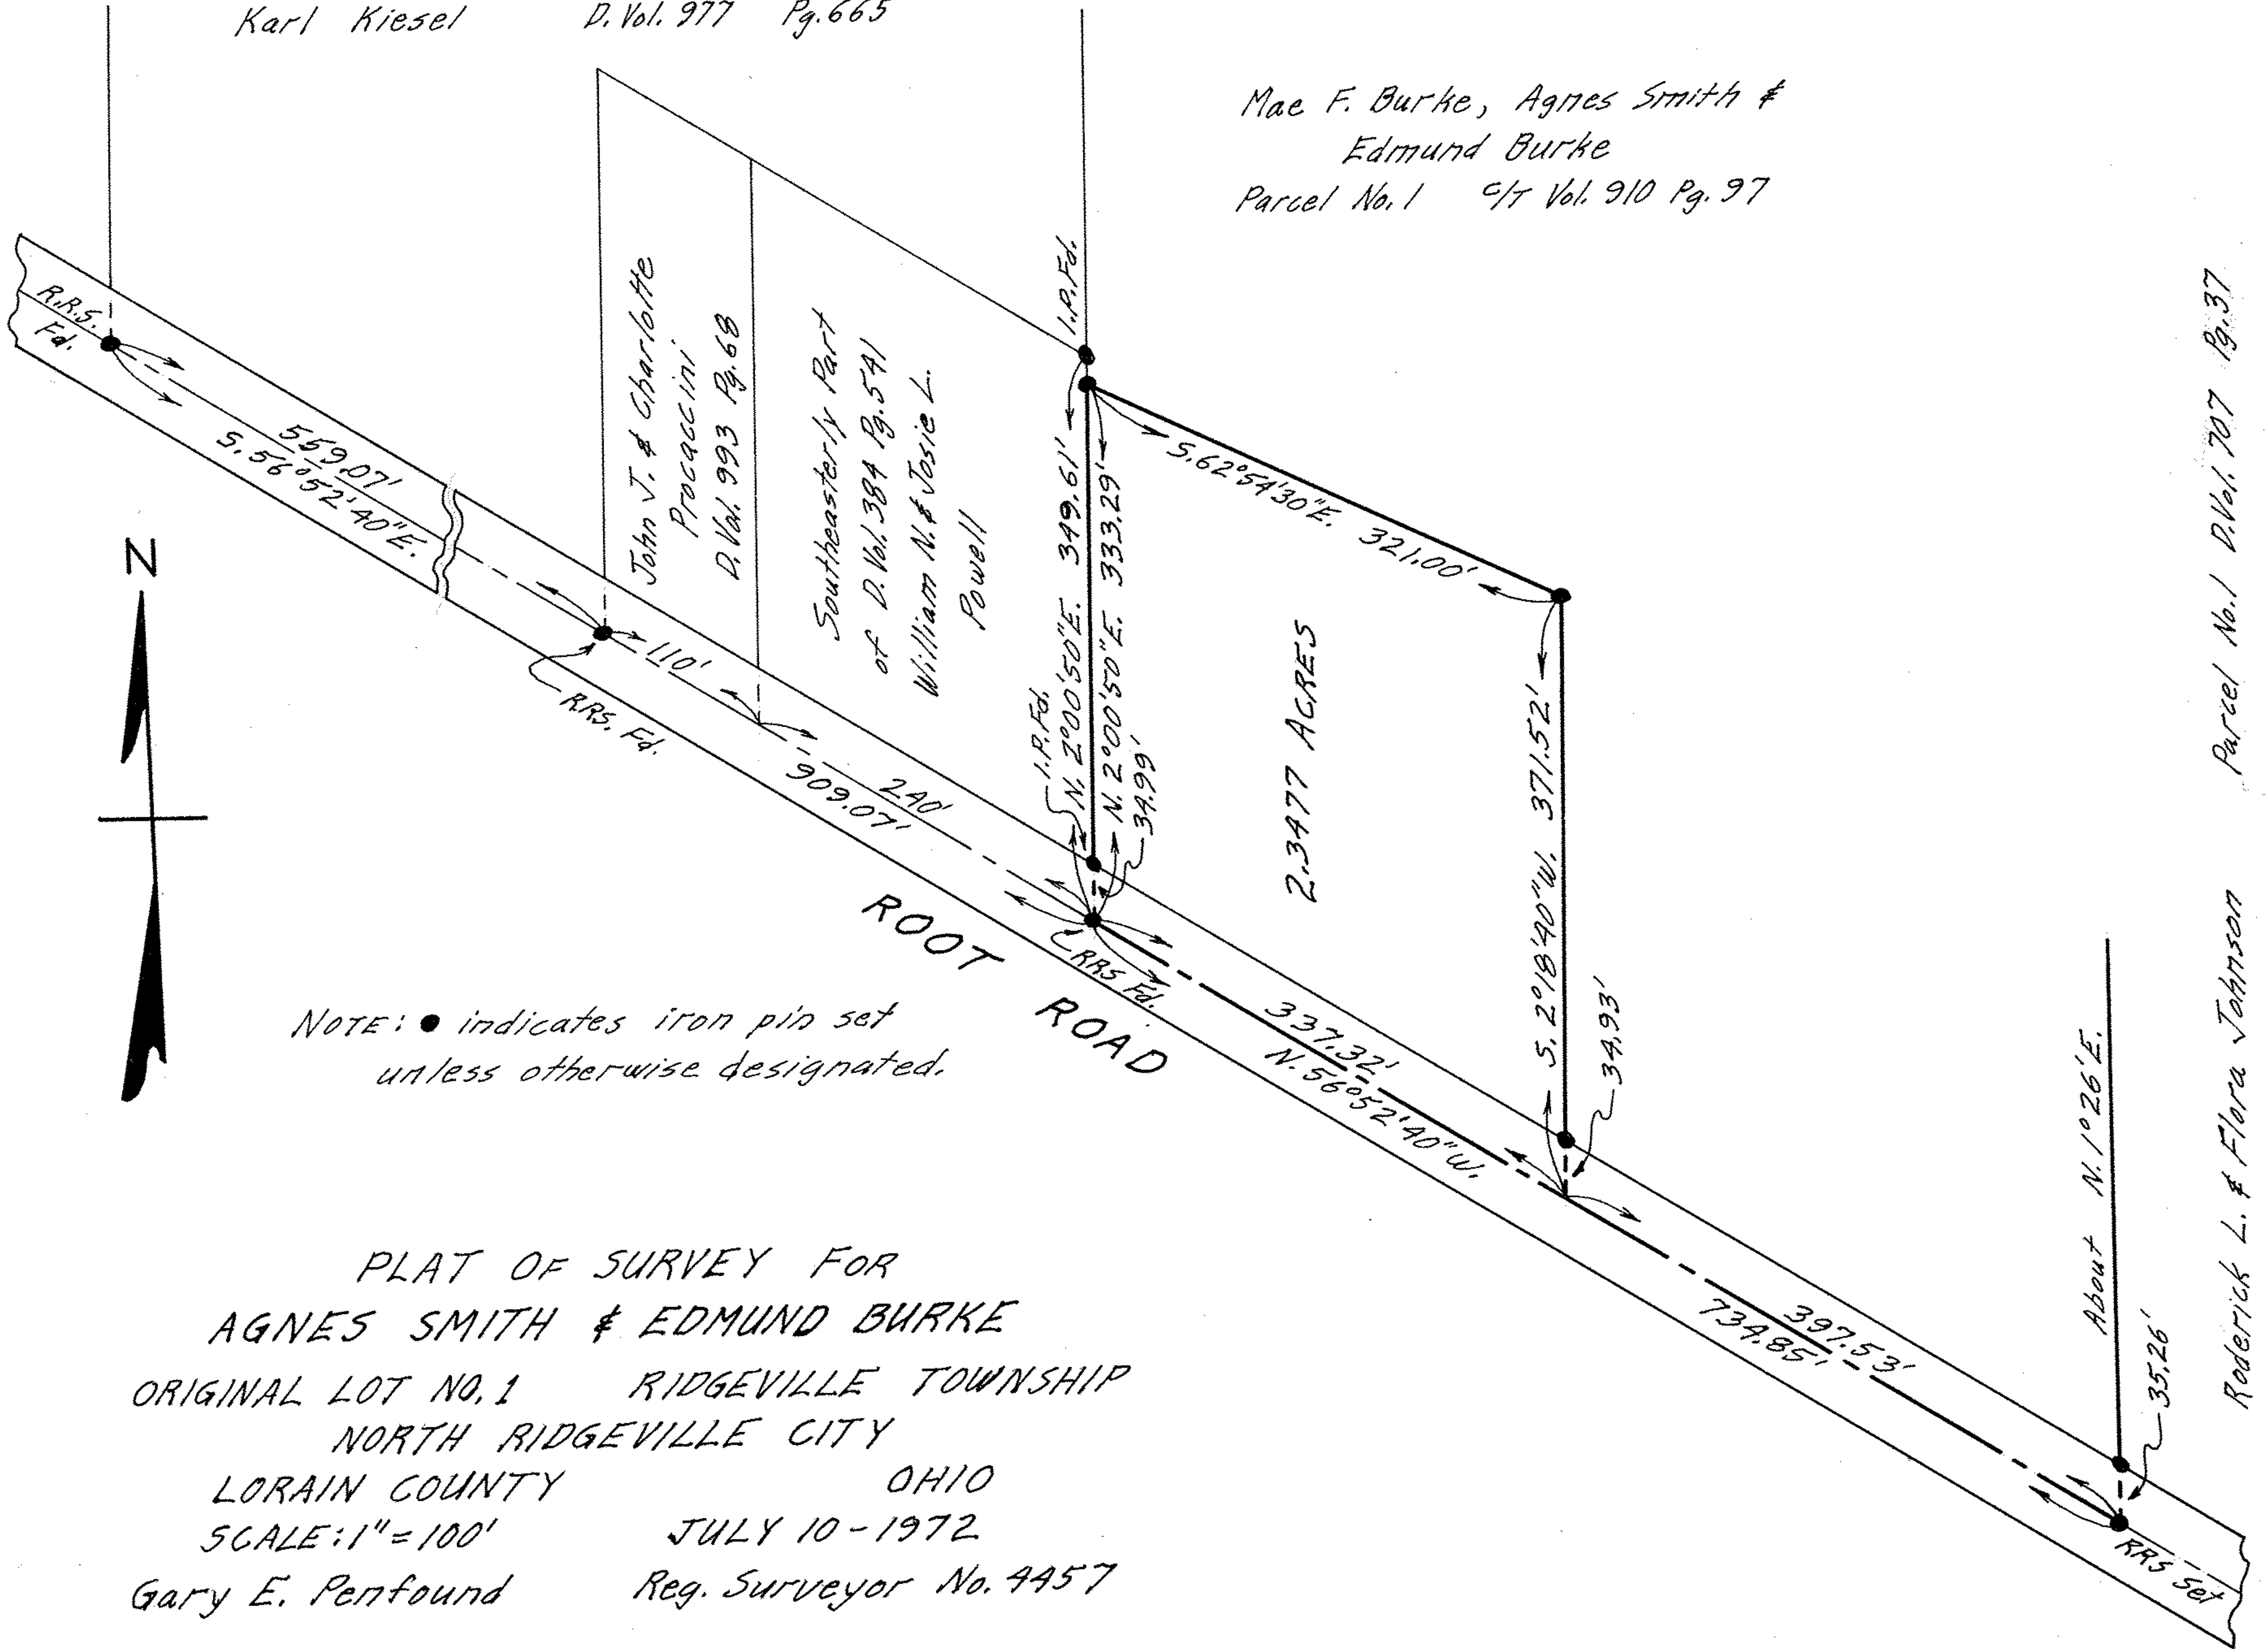 Karl Kiesel D. Vol. 977 Pg. 665
Mae F. Burke, Agnes Smith &
Edmund Burke
Parcel No. 1 C/T Vol. 910 Pg. 97
R.R.S.
Fd.
559.07'
S. 56°52'40"E.
John J. & Charlotte
Procaccini
D. Vol. 993 Pg. 68
Southeasterly Part
of D. Vol. 384 Pg. 541
William N. & Josie L.
Powell
I.P. Fd.
N. 2°00'50"E. 349.61'
N. 2°00'50"E. 333.29'
34.99'
I.P. Fd.
S. 62°54'30"E. 321.00'
2.3477 ACRES
S. 2°18'40"W. 371.52'
34.93'
N
110'
RRS. Fd.
240'
909.07'
RRS Fd.
ROOT ROAD
337.32'
N. 56°52'40"W.
397.53'
734.85'
About N. 1°26'E.
35.26'
RRS Set
Roderick L. & Flora Johnson Parcel No. 1 D. Vol. 707 Pg. 37
NOTE: ● indicates iron pin set
unless otherwise designated.
PLAT OF SURVEY FOR
AGNES SMITH & EDMUND BURKE
ORIGINAL LOT NO. 1 RIDGEVILLE TOWNSHIP
NORTH RIDGEVILLE CITY
LORAIN COUNTY OHIO
SCALE: 1" = 100' JULY 10 - 1972
Gary E. Penfound Reg. Surveyor No. 4457